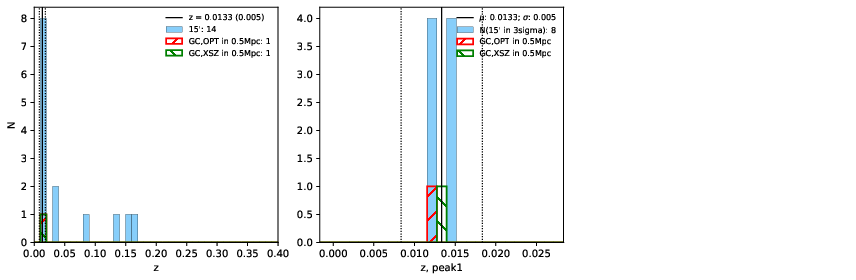 z = 0.0133 (0.005)
15': 14
GC,OPT in 0.5Mpc: 1
GC,XSZ in 0.5Mpc: 1
N
8
7
6
5
4
3
2
1
0
0.00 0.05 0.10 0.15 0.20 0.25 0.30 0.35 0.40
z
μ: 0.0133; σ: 0.005
N(15' in 3sigma): 8
GC,OPT in 0.5Mpc
GC,XSZ in 0.5Mpc
4.0
3.5
3.0
2.5
2.0
1.5
1.0
0.5
0.0
0.000 0.005 0.010 0.015 0.020 0.025
z, peak1